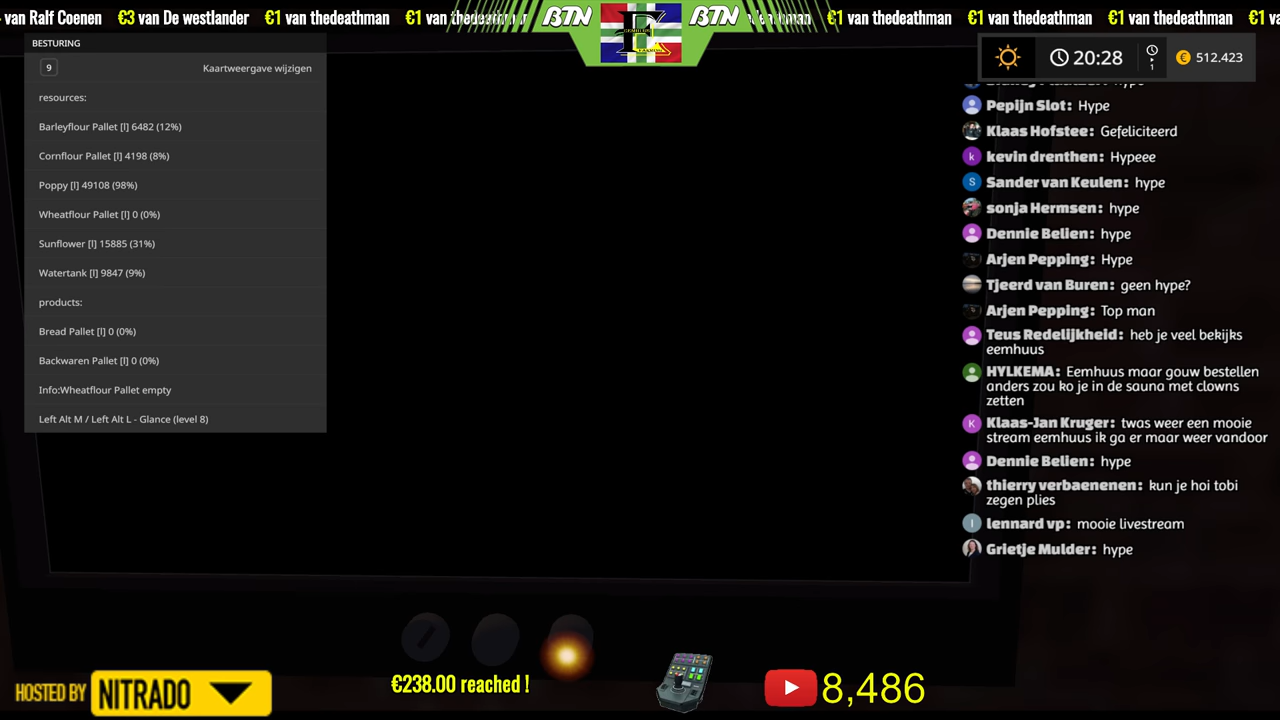 van Ralf Coenen €3 van De westlander €1 van thedeathman €1 van thedeathman €1 van thedeathman €1 van thedeathman €1 van thedeathman €1 va
BTN
BTN
BESTURING
9 Kaartweergave wijzigen
resources:
Barleyflour Pallet [l] 6482 (12%)
Cornflour Pallet [l] 4198 (8%)
Poppy [l] 49108 (98%)
Wheatflour Pallet [l] 0 (0%)
Sunflower [l] 15885 (31%)
Watertank [l] 9847 (9%)
products:
Bread Pallet [l] 0 (0%)
Backwaren Pallet [l] 0 (0%)
Info:Wheatflour Pallet empty
Left Alt M / Left Alt L - Glance (level 8)
20:28 1 € 512.423
Pepijn Slot: Hype
Klaas Hofstee: Gefeliciteerd
k kevin drenthen: Hypeee
S Sander van Keulen: hype
sonja Hermsen: hype
Dennie Belien: hype
Arjen Pepping: Hype
Tjeerd van Buren: geen hype?
Arjen Pepping: Top man
Teus Redelijkheid: heb je veel bekijks
eemhuus
HYLKEMA: Eemhuus maar gouw bestellen
anders zou ko je in de sauna met clowns
zetten
K Klaas-Jan Kruger: twas weer een mooie
stream eemhuus ik ga er maar weer vandoor
Dennie Belien: hype
thierry verbaenenen: kun je hoi tobi
zegen plies
l lennard vp: mooie livestream
Grietje Mulder: hype
HOSTED BY NITRADO
€238.00 reached !
8,486